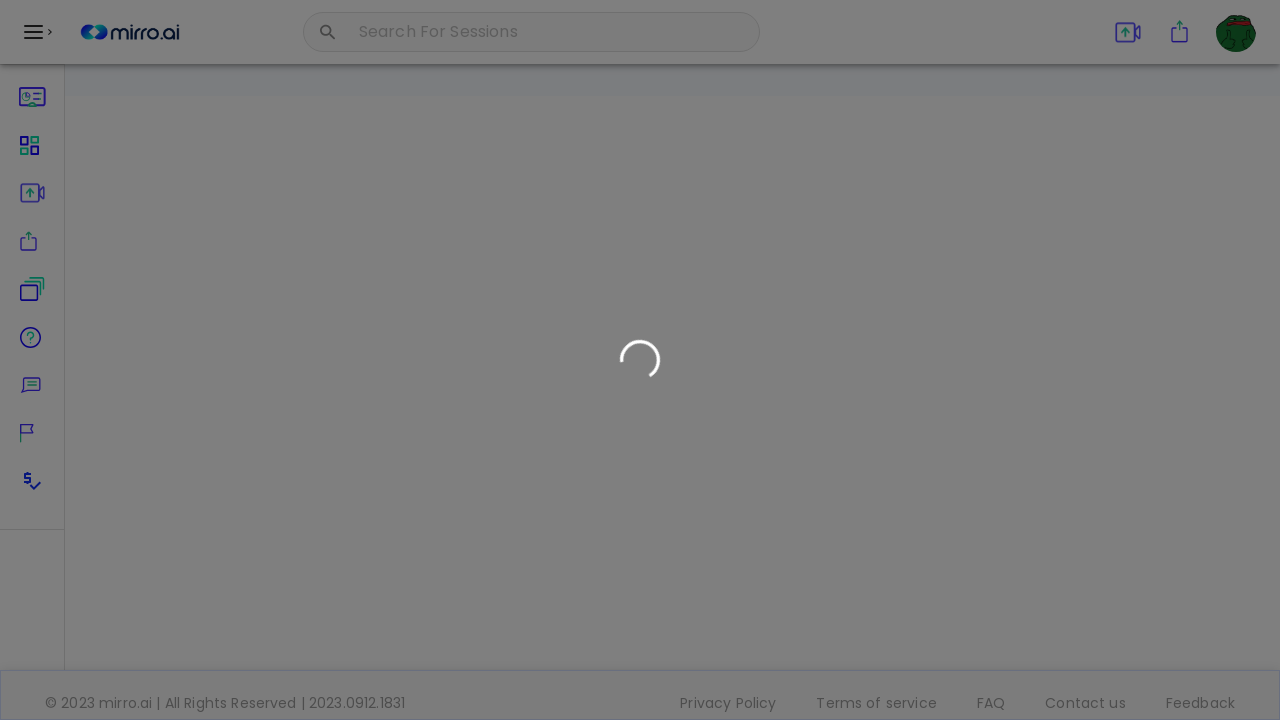 mirro.ai
Search For Sessions
© 2023 mirro.ai | All Rights Reserved | 2023.0912.1831
Privacy Policy
Terms of service
FAQ
Contact us
Feedback